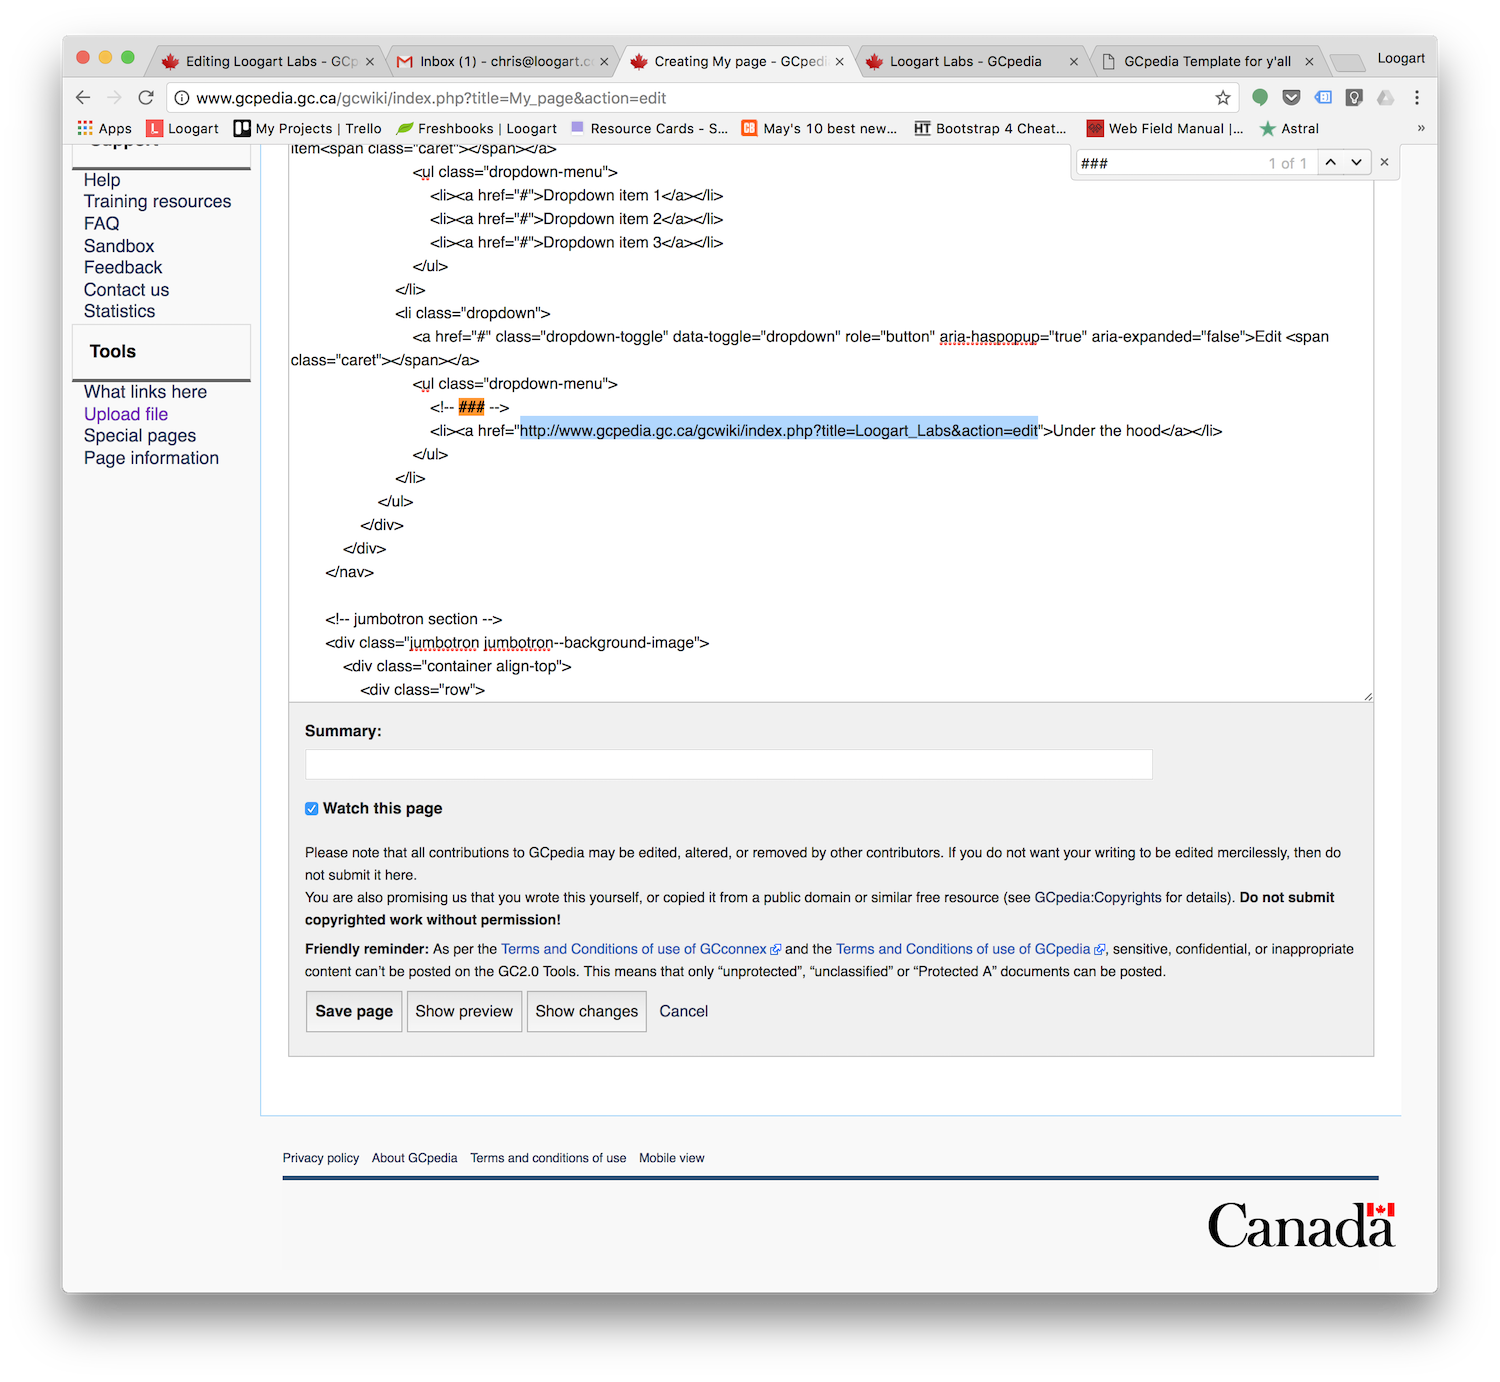 Editing Loogart Labs - GCp
Inbox (1) - chris@loogart.c
Creating My page - GCpedi
Loogart Labs - GCpedia
GCpedia Template for y'all
Loogart
www.gcpedia.gc.ca/gcwiki/index.php?title=My_page&action=edit
Apps
Loogart
My Projects | Trello
Freshbooks | Loogart
Resource Cards - S...
May's 10 best new...
HT Bootstrap 4 Cheat...
Web Field Manual |...
Astral
»
### 1 of 1
Support
Help
Training resources
FAQ
Sandbox
Feedback
Contact us
Statistics
Tools
What links here
Upload file
Special pages
Page information
item<span class="caret"></span></a>
<ul class="dropdown-menu">
<li><a href="#">Dropdown item 1</a></li>
<li><a href="#">Dropdown item 2</a></li>
<li><a href="#">Dropdown item 3</a></li>
</ul>
</li>
<li class="dropdown">
<a href="#" class="dropdown-toggle" data-toggle="dropdown" role="button" aria-haspopup="true" aria-expanded="false">Edit <span
class="caret"></span></a>
<ul class="dropdown-menu">
<!-- ### -->
<li><a href="http://www.gcpedia.gc.ca/gcwiki/index.php?title=Loogart_Labs&action=edit">Under the hood</a></li>
</ul>
</li>
</ul>
</div>
</div>
</nav>
<!-- jumbotron section -->
<div class="jumbotron jumbotron--background-image">
<div class="container align-top">
<div class="row">
Summary:
Watch this page
Please note that all contributions to GCpedia may be edited, altered, or removed by other contributors. If you do not want your writing to be edited mercilessly, then do
not submit it here.
You are also promising us that you wrote this yourself, or copied it from a public domain or similar free resource (see GCpedia:Copyrights for details). Do not submit
copyrighted work without permission!
Friendly reminder: As per the Terms and Conditions of use of GCconnex and the Terms and Conditions of use of GCpedia, sensitive, confidential, or inappropriate
content can't be posted on the GC2.0 Tools. This means that only “unprotected”, “unclassified” or “Protected A” documents can be posted.
Save page
Show preview
Show changes
Cancel
Privacy policy
About GCpedia
Terms and conditions of use
Mobile view
Canada